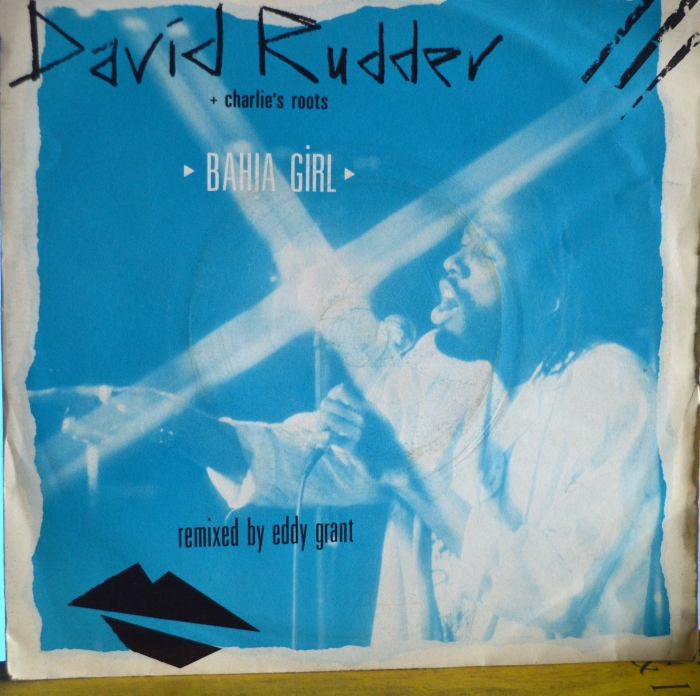 David Rudder
+ charlie's roots
BAHIA GIRL
remixed by eddy grant